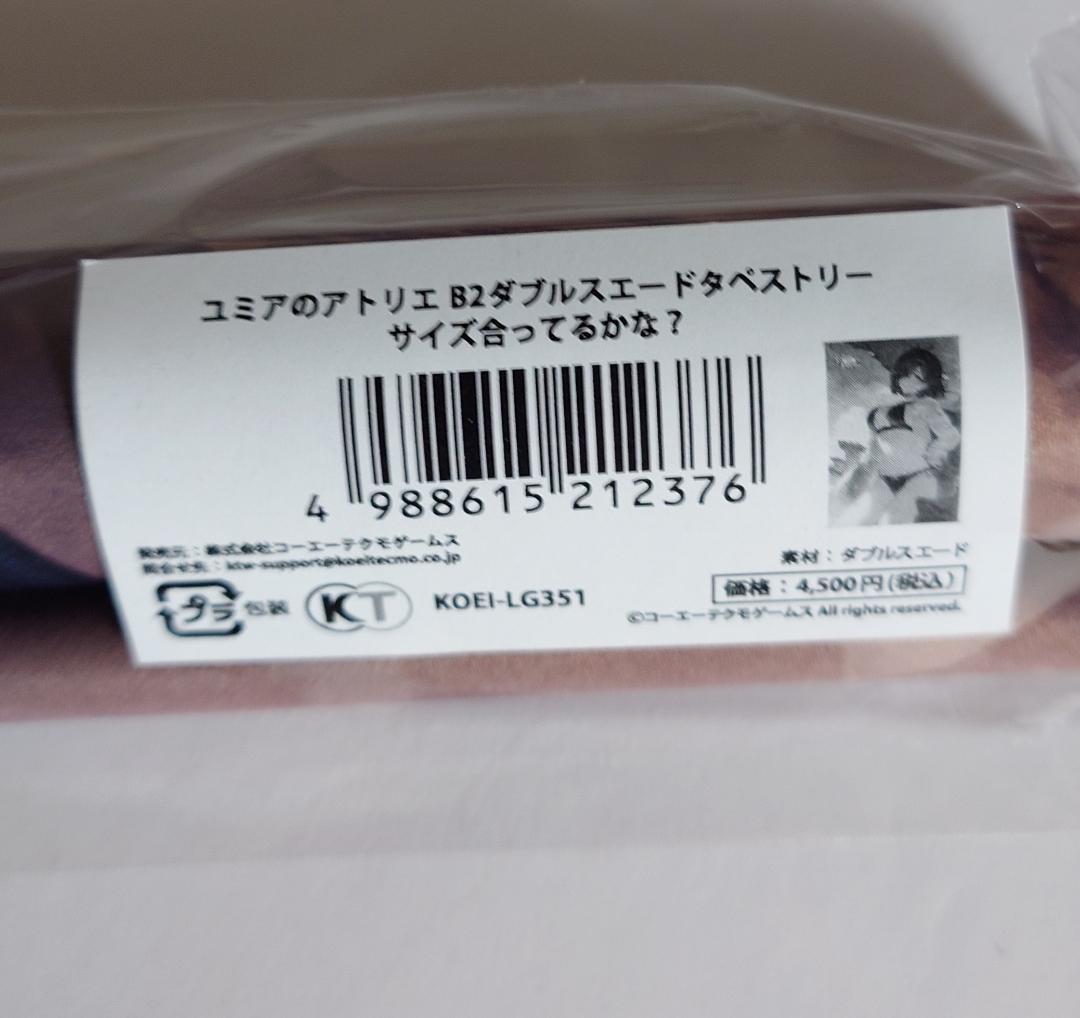 ユミアのアトリエ B2ダブルスエードタペストリー
サイズ合ってるかな？
4 988615 212376
発売元：株式会社コーエーテクモゲームス
問合せ先：ktw-support@koeitecmo.co.jp
プラ 包装 KT KOEI-LG351
素材：ダブルスエード
価格：4,500円(税込)
©コーエーテクモゲームス All rights reserved.